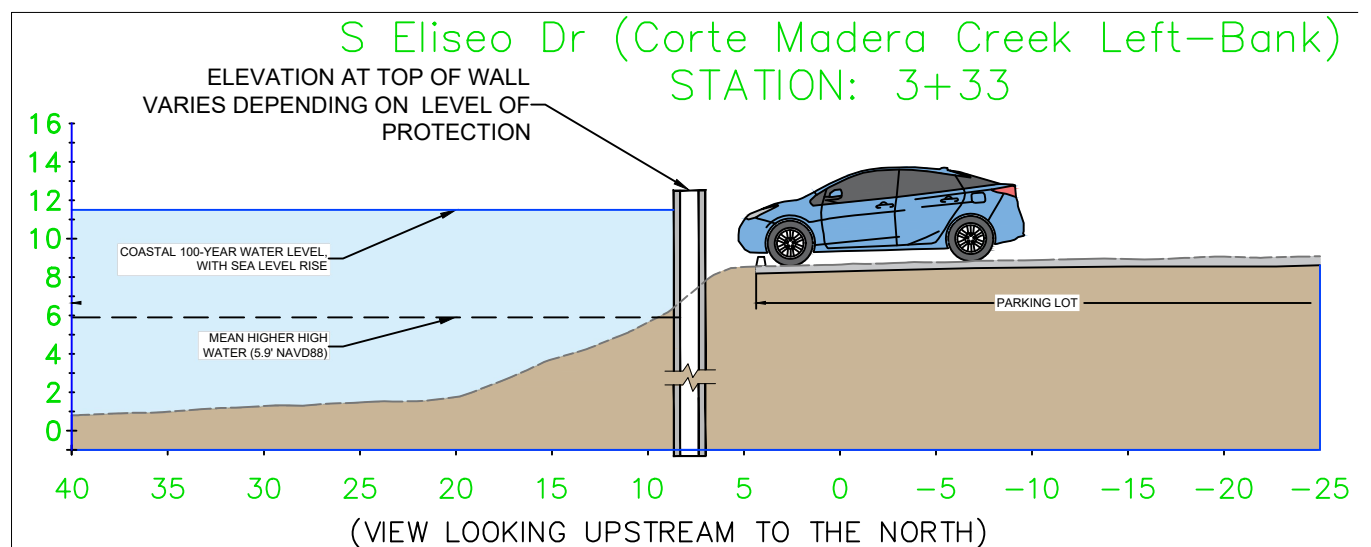 S Eliseo Dr (Corte Madera Creek Left-Bank)
STATION: 3+33
ELEVATION AT TOP OF WALL
VARIES DEPENDING ON LEVEL OF
PROTECTION
16
14
12
10
8
6
4
2
0
COASTAL 100-YEAR WATER LEVEL,
WITH SEA LEVEL RISE
MEAN HIGHER HIGH
WATER (5.9' NAVD88)
PARKING LOT
40 35 30 25 20 15 10 5 0 -5 -10 -15 -20 -25
(VIEW LOOKING UPSTREAM TO THE NORTH)